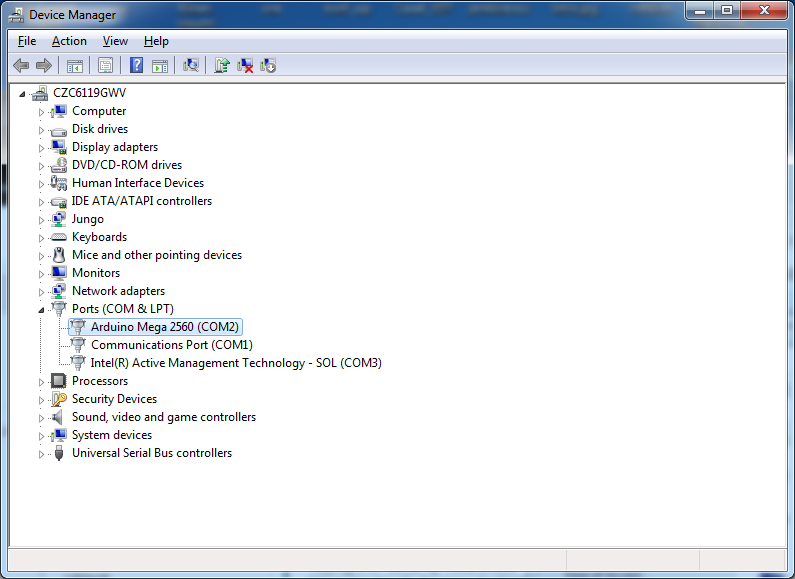 Device Manager
File Action View Help
CZC6119GWV
Computer
Disk drives
Display adapters
DVD/CD-ROM drives
Human Interface Devices
IDE ATA/ATAPI controllers
Jungo
Keyboards
Mice and other pointing devices
Monitors
Network adapters
Ports (COM & LPT)
Arduino Mega 2560 (COM2)
Communications Port (COM1)
Intel(R) Active Management Technology - SOL (COM3)
Processors
Security Devices
Sound, video and game controllers
System devices
Universal Serial Bus controllers